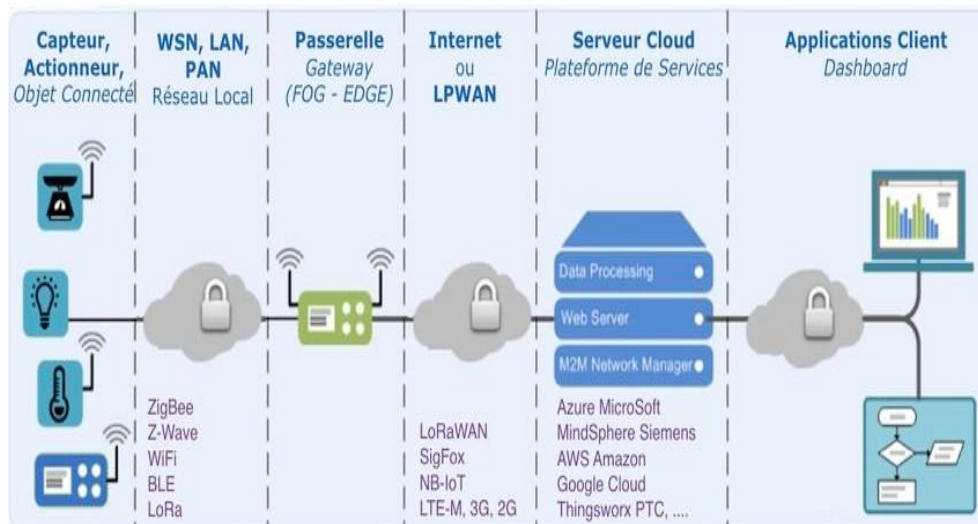 Capteur,
Actionneur,
Objet Connecté
WSN, LAN,
PAN
Réseau Local
Passerelle
Gateway
(FOG - EDGE)
Internet
ou
LPWAN
Serveur Cloud
Plateforme de Services
Applications Client
Dashboard
Data Processing
Web Server
M2M Network Manager
ZigBee
Z-Wave
WiFi
BLE
LoRa
LoRaWAN
SigFox
NB-IoT
LTE-M, 3G, 2G
Azure MicroSoft
MindSphere Siemens
AWS Amazon
Google Cloud
Thingsworx PTC, ....